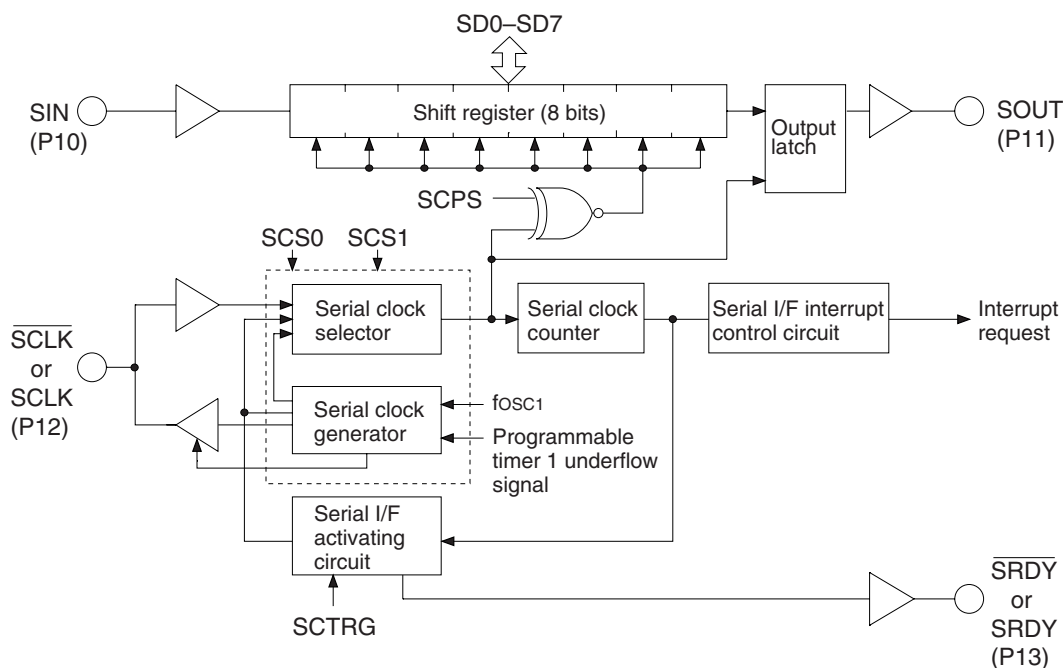 SD0–SD7
SIN
(P10)
Shift register (8 bits)
Output
latch
SOUT
(P11)
SCPS
SCS0
SCS1
Serial clock
selector
Serial clock
counter
Serial I/F interrupt
control circuit
Interrupt
request
SCLK
or
SCLK
(P12)
Serial clock
generator
fOSC1
Programmable
timer 1 underflow
signal
Serial I/F
activating
circuit
SCTRG
SRDY
or
SRDY
(P13)